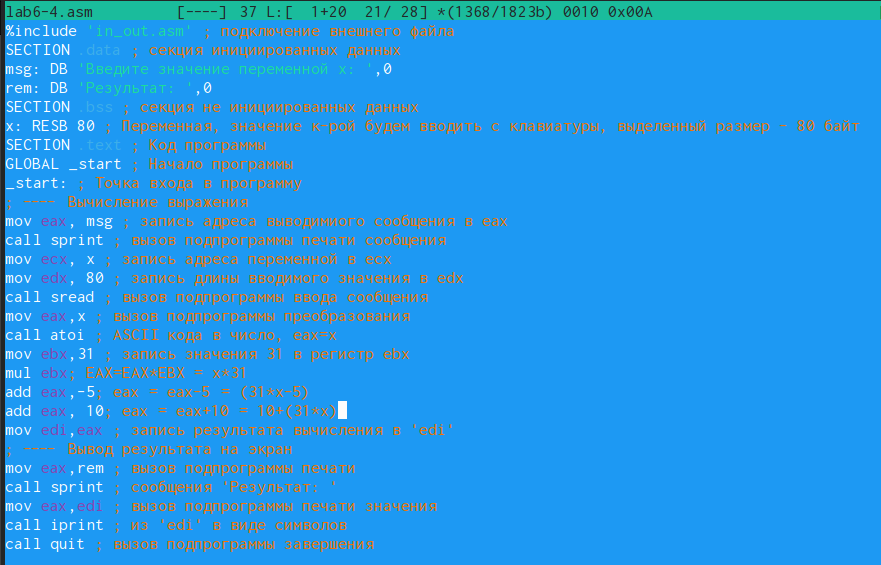 lab6-4.asm [----] 37 L:[ 1+20 21/ 28] *(1368/1823b) 0010 0x00A
%include 'in_out.asm' ; подключение внешнего файла
SECTION .data ; секция инициированных данных
msg: DB 'Введите значение переменной x: ',0
rem: DB 'Результат: ',0
SECTION .bss ; секция не инициированных данных
x: RESB 80 ; Переменная, значение к-рой будем вводить с клавиатуры, выделенный размер - 80 байт
SECTION .text ; Код программы
GLOBAL _start ; Начало программы
_start: ; Точка входа в программу
; ---- Вычисление выражения
mov eax, msg ; запись адреса выводимиого сообщения в eax
call sprint ; вызов подпрограммы печати сообщения
mov ecx, x ; запись адреса переменной в ecx
mov edx, 80 ; запись длины вводимого значения в edx
call sread ; вызов подпрограммы ввода сообщения
mov eax,x ; вызов подпрограммы преобразования
call atoi ; ASCII кода в число, eax=x
mov ebx,31 ; запись значения 31 в регистр ebx
mul ebx; EAX=EAX*EBX = x*31
add eax,-5; eax = eax-5 = (31*x-5)
add eax, 10; eax = eax+10 = 10+(31*x)
mov edi,eax ; запись результата вычисления в 'edi'
; ---- Вывод результата на экран
mov eax,rem ; вызов подпрограммы печати
call sprint ; сообщения 'Результат: '
mov eax,edi ; вызов подпрограммы печати значения
call iprint ; из 'edi' в виде символов
call quit ; вызов подпрограммы завершения